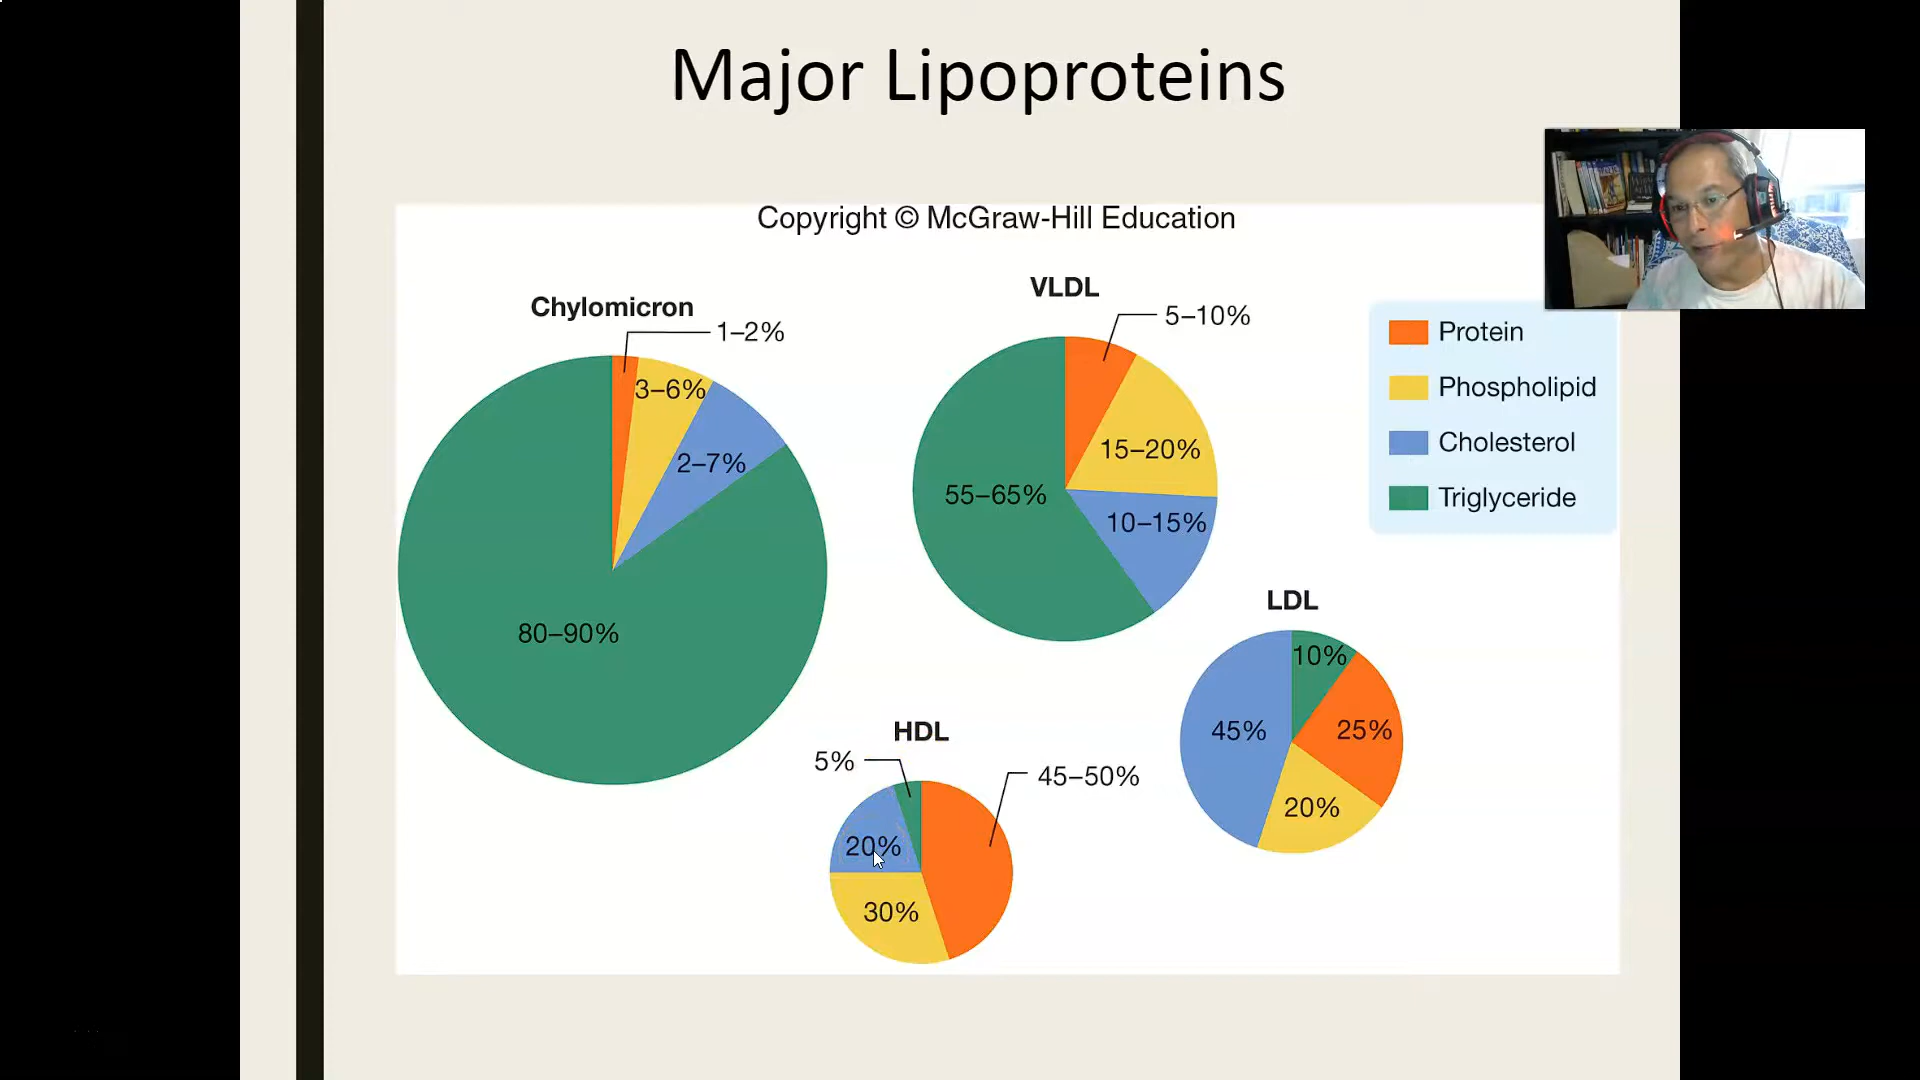 Major Lipoproteins
Copyright © McGraw-Hill Education
Chylomicron
1–2%
3–6%
2–7%
80–90%
VLDL
5–10%
15–20%
10–15%
55–65%
Protein
Phospholipid
Cholesterol
Triglyceride
LDL
10%
25%
20%
45%
HDL
5%
45–50%
20%
30%